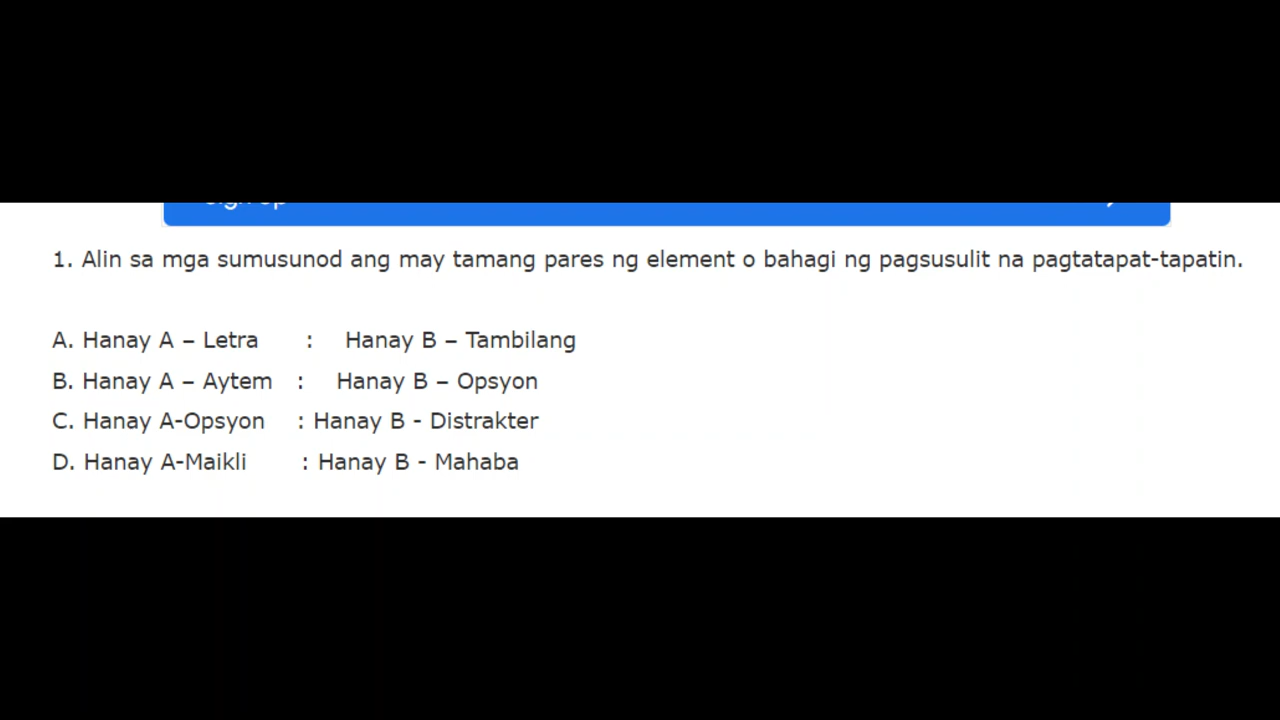 1. Alin sa mga sumusunod ang may tamang pares ng element o bahagi ng pagsusulit na pagtatapat-tapatin.
A. Hanay A – Letra : Hanay B – Tambilang
B. Hanay A – Aytem : Hanay B – Opsyon
C. Hanay A-Opsyon : Hanay B - Distrakter
D. Hanay A-Maikli : Hanay B - Mahaba